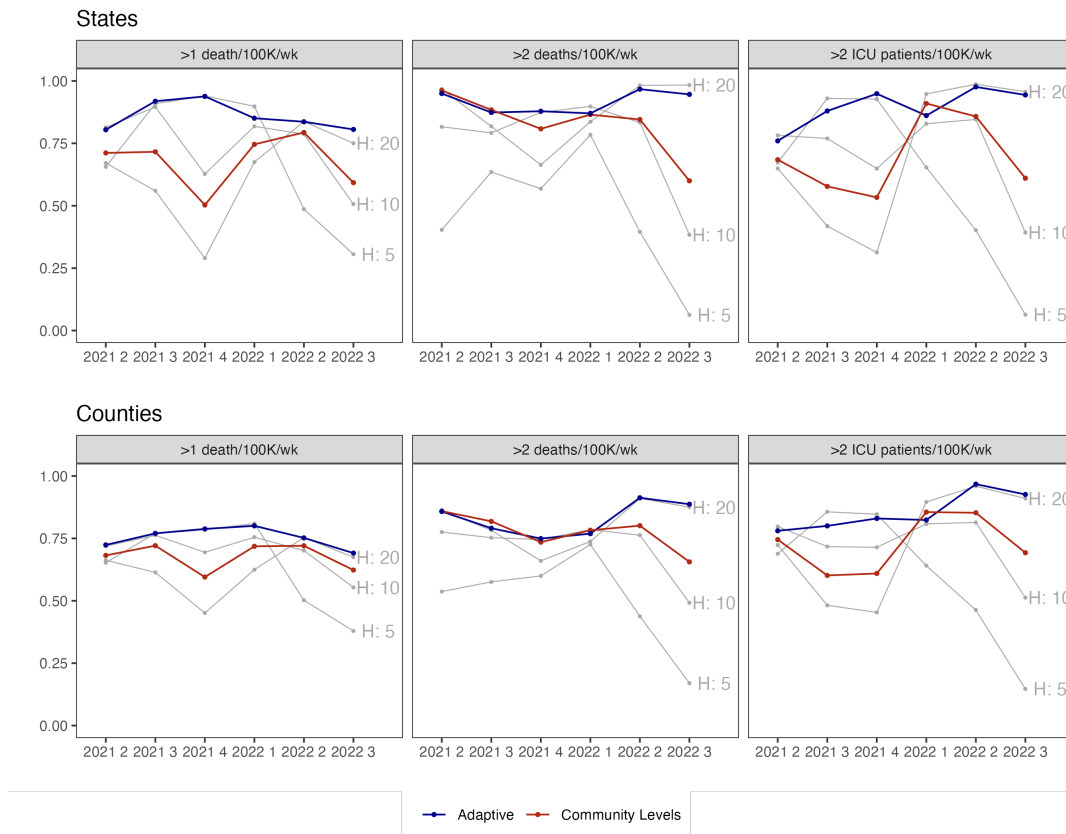 States
>1 death/100K/wk >2 deaths/100K/wk >2 ICU patients/100K/wk
1.00
0.75
0.50
0.25
0.00
H: 20
H: 10
H: 5
H: 20
H: 10
H: 5
H: 20
H: 10
H: 5
2021 2 2021 3 2021 4 2022 1 2022 2 2022 3 2021 2 2021 3 2021 4 2022 1 2022 2 2022 3 2021 2 2021 3 2021 4 2022 1 2022 2 2022 3
Counties
>1 death/100K/wk >2 deaths/100K/wk >2 ICU patients/100K/wk
1.00
0.75
0.50
0.25
0.00
H: 20
H: 10
H: 5
H: 20
H: 10
H: 5
H: 20
H: 10
H: 5
2021 2 2021 3 2021 4 2022 1 2022 2 2022 3 2021 2 2021 3 2021 4 2022 1 2022 2 2022 3 2021 2 2021 3 2021 4 2022 1 2022 2 2022 3
Adaptive Community Levels